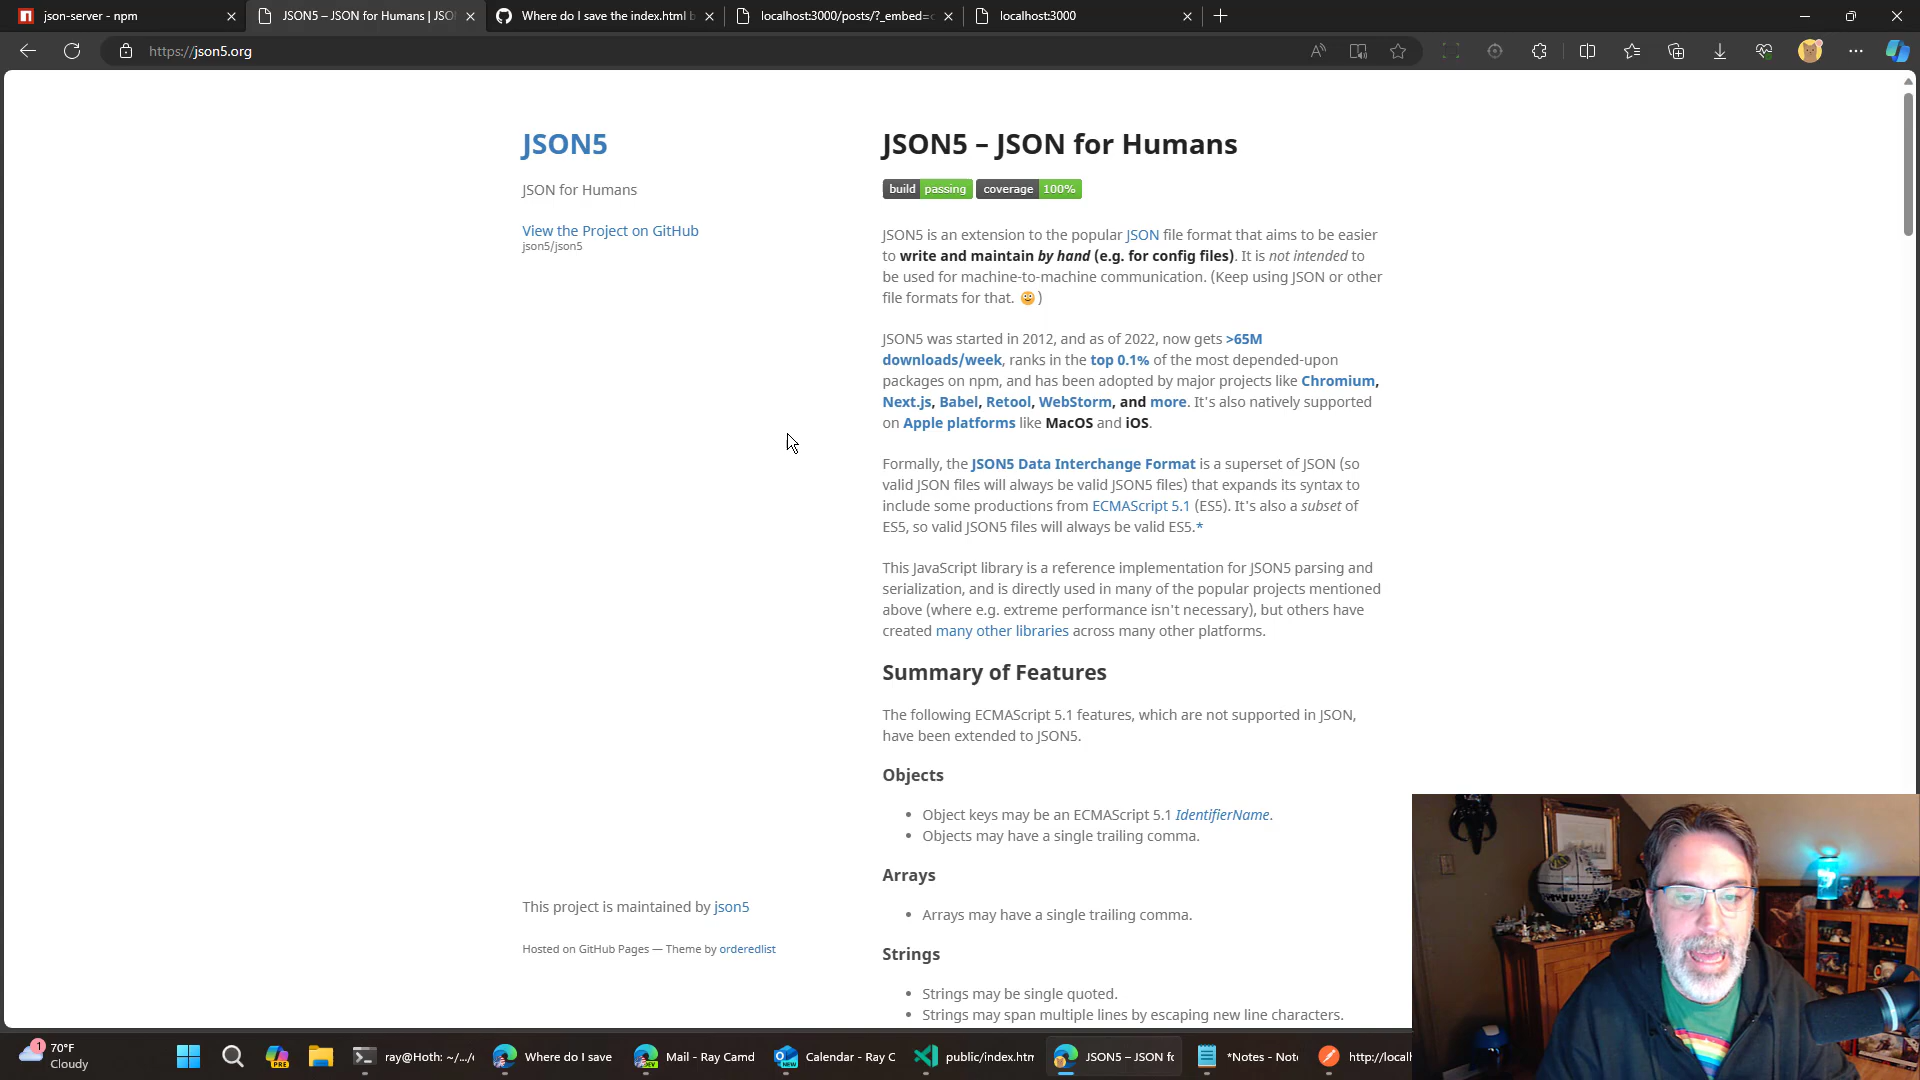 json-server - npm
JSON5 – JSON for Humans | JSO
Where do I save the index.html b
localhost:3000/posts/?_embed=c
localhost:3000
https://json5.org
JSON5
JSON for Humans
View the Project on GitHub
json5/json5
JSON5 – JSON for Humans
build passing coverage 100%
JSON5 is an extension to the popular JSON file format that aims to be easier
to write and maintain by hand (e.g. for config files). It is not intended to
be used for machine-to-machine communication. (Keep using JSON or other
file formats for that. 🙂)
JSON5 was started in 2012, and as of 2022, now gets >65M
downloads/week, ranks in the top 0.1% of the most depended-upon
packages on npm, and has been adopted by major projects like Chromium,
Next.js, Babel, Retool, WebStorm, and more. It's also natively supported
on Apple platforms like MacOS and iOS.
Formally, the JSON5 Data Interchange Format is a superset of JSON (so
valid JSON files will always be valid JSON5 files) that expands its syntax to
include some productions from ECMAScript 5.1 (ES5). It's also a subset of
ES5, so valid JSON5 files will always be valid ES5.*
This JavaScript library is a reference implementation for JSON5 parsing and
serialization, and is directly used in many of the popular projects mentioned
above (where e.g. extreme performance isn't necessary), but others have
created many other libraries across many other platforms.
Summary of Features
The following ECMAScript 5.1 features, which are not supported in JSON,
have been extended to JSON5.
Objects
• Object keys may be an ECMAScript 5.1 IdentifierName.
• Objects may have a single trailing comma.
Arrays
• Arrays may have a single trailing comma.
Strings
• Strings may be single quoted.
• Strings may span multiple lines by escaping new line characters.
This project is maintained by json5
Hosted on GitHub Pages — Theme by orderedlist
1
70°F
Cloudy
PRE
ray@Hoth: ~/.../
Where do I save
DEV
Mail - Ray Camd
NEW
Calendar - Ray C
public/index.htm
JSON5 – JSON fo
*Notes - Not
http://localh